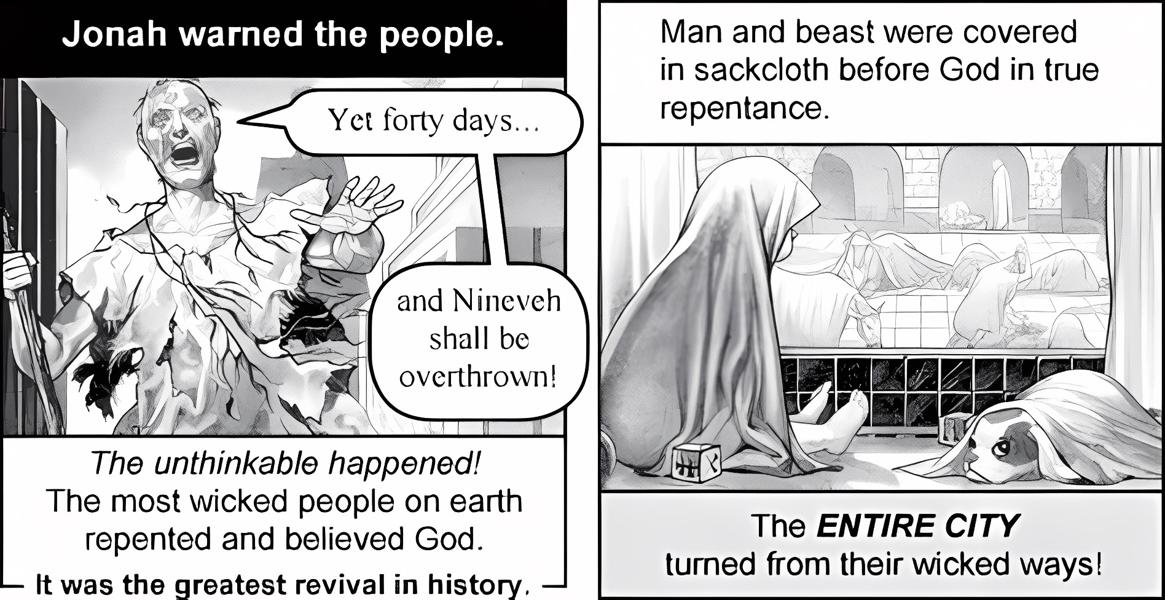 Jonah warned the people.
Yet forty days...
and Nineveh
shall be
overthrown!
The unthinkable happened!
The most wicked people on earth
repented and believed God.
It was the greatest revival in history.
Man and beast were covered
in sackcloth before God in true
repentance.
The ENTIRE CITY
turned from their wicked ways!